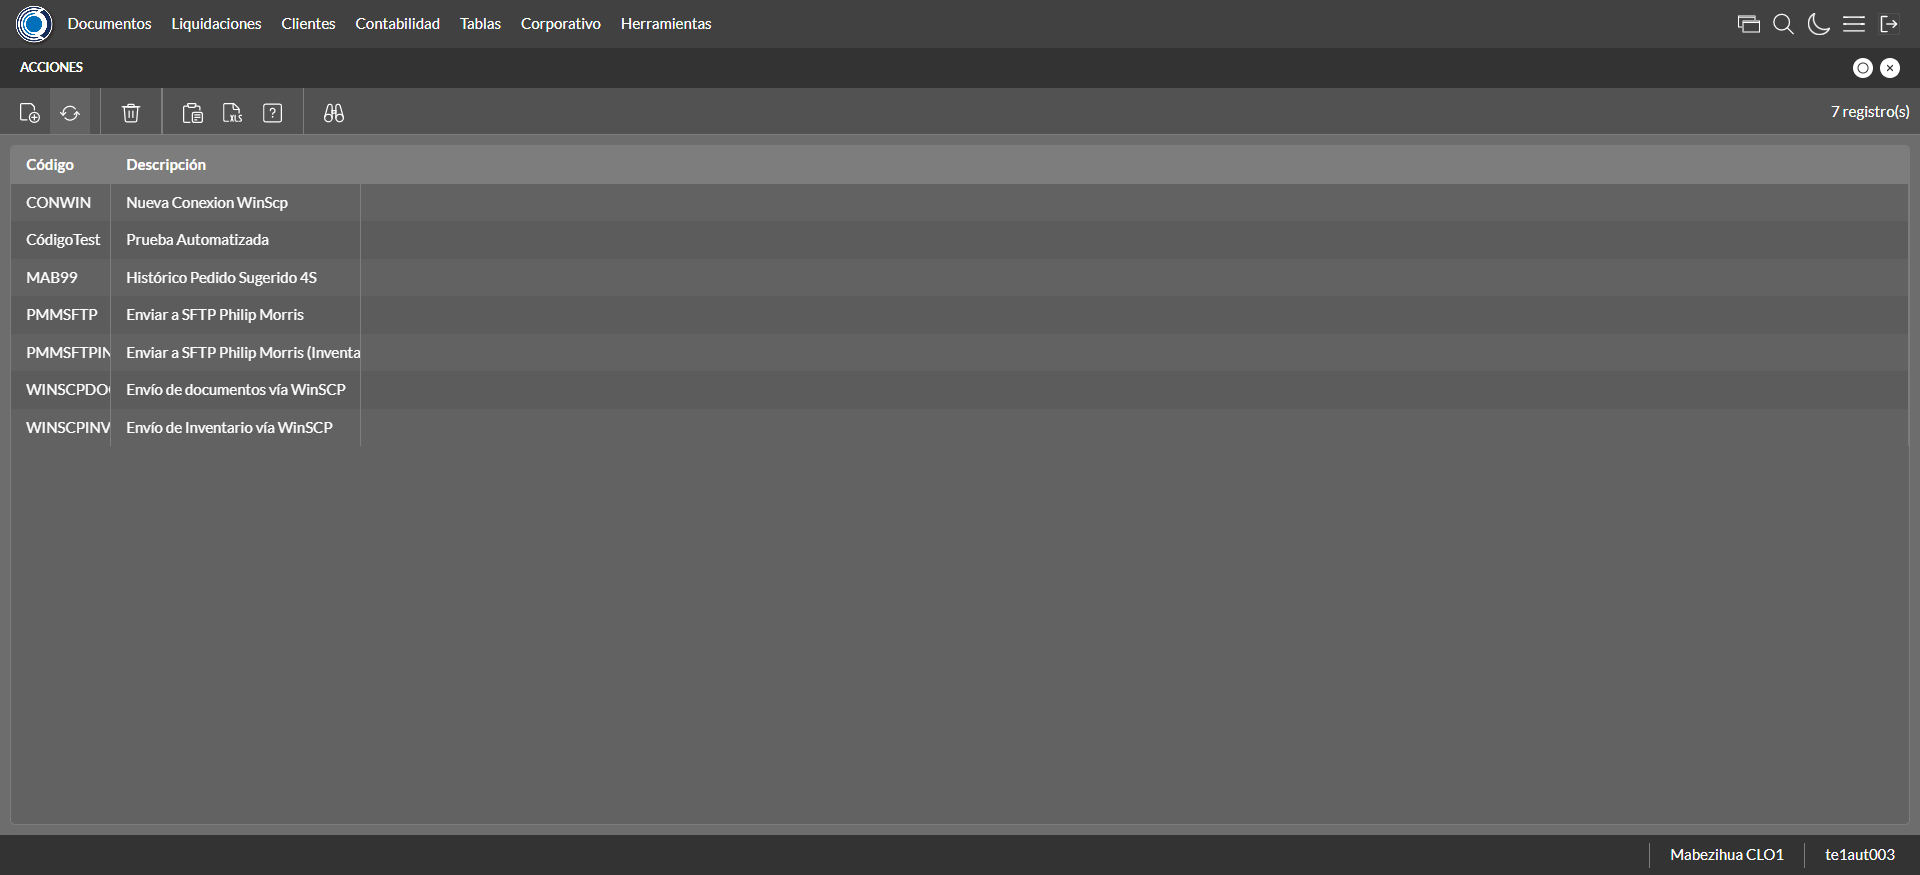 Documentos Liquidaciones Clientes Contabilidad Tablas Corporativo Herramientas
ACCIONES
XLS ? 7 registro(s)
Código Descripción
CONWIN Nueva Conexion WinScp
CódigoTest Prueba Automatizada
MAB99 Histórico Pedido Sugerido 4S
PMMSFTP Enviar a SFTP Philip Morris
PMMSFTPIN Enviar a SFTP Philip Morris (Inventa
WINSCPDO Envío de documentos vía WinSCP
WINSCPINV Envío de Inventario vía WinSCP
Mabezihua CLO1 te1aut003